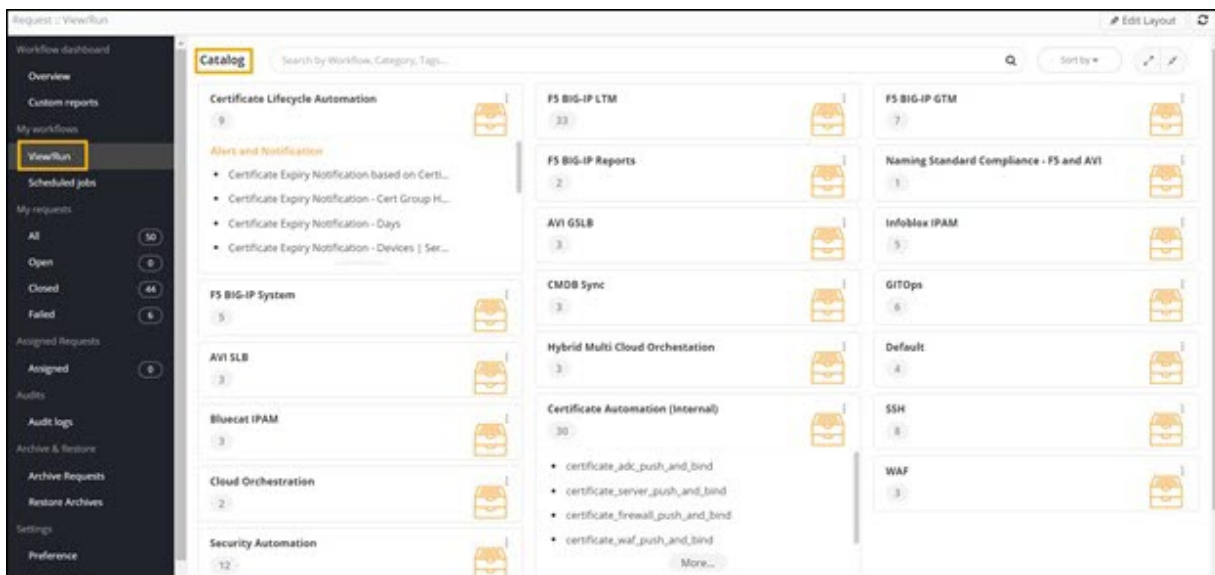 Request :: View/Run
Edit Layout
Workflow dashboard
Overview
Custom reports
My workflows
View/Run
Scheduled jobs
My requests
All 50
Open 0
Closed 44
Failed 6
Assigned Requests
Assigned 0
Audits
Audit logs
Archive & Restore
Archive Requests
Restore Archives
Settings
Preference
Catalog
Search by Workflow, Category, Tags...
Sort by
Certificate Lifecycle Automation
9
Alert and Notification
Certificate Expiry Notification based on Certi...
Certificate Expiry Notification - Cert Group H...
Certificate Expiry Notification - Days
Certificate Expiry Notification - Devices | Ser...
F5 BIG-IP System
5
AVI SLB
3
Bluecat IPAM
3
Cloud Orchestration
2
Security Automation
12
F5 BIG-IP LTM
33
F5 BIG-IP Reports
2
AVI GSLB
3
CMDB Sync
3
Hybrid Multi Cloud Orchestation
3
Certificate Automation (Internal)
30
certificate_adc_push_and_bind
certificate_server_push_and_bind
certificate_firewall_push_and_bind
certificate_waf_push_and_bind
More...
F5 BIG-IP GTM
7
Naming Standard Compliance - F5 and AVI
1
Infoblox IPAM
5
GITOps
6
Default
4
SSH
8
WAF
3